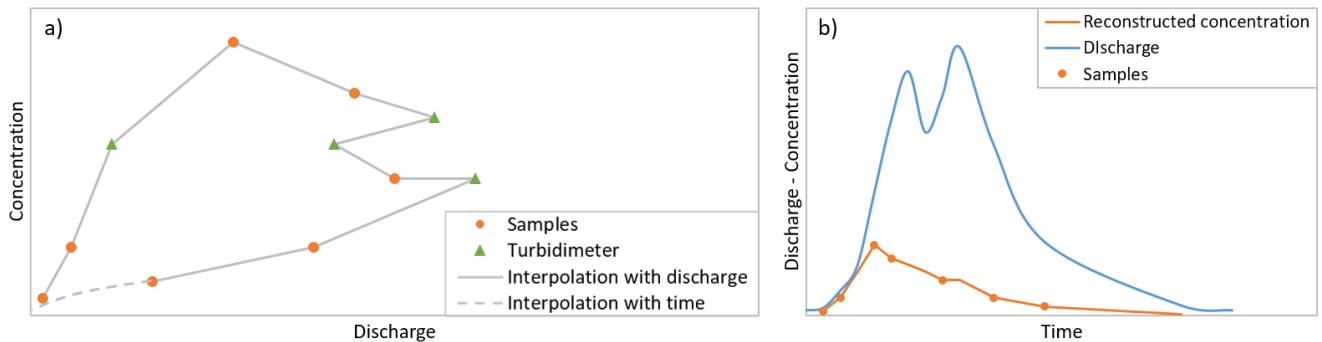 a)
Concentration
Samples
Turbidimeter
Interpolation with discharge
Interpolation with time
Discharge
b)
Discharge - Concentration
Reconstructed concentration
DIscharge
Samples
Time